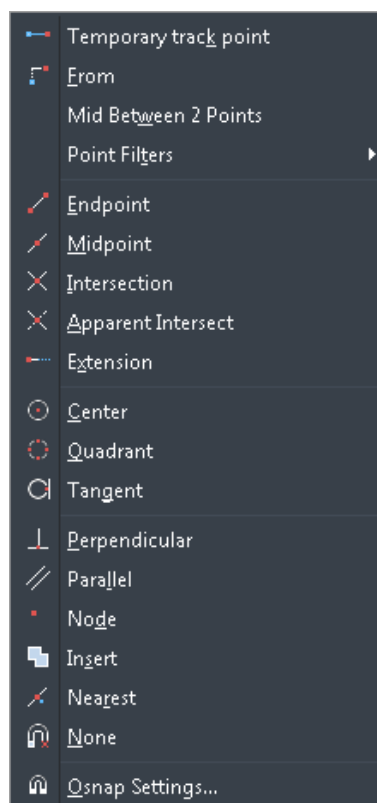 Temporary track point
From
Mid Between 2 Points
Point Filters
Endpoint
Midpoint
Intersection
Apparent Intersect
Extension
Center
Quadrant
Tangent
Perpendicular
Parallel
Node
Insert
Nearest
None
Osnap Settings...